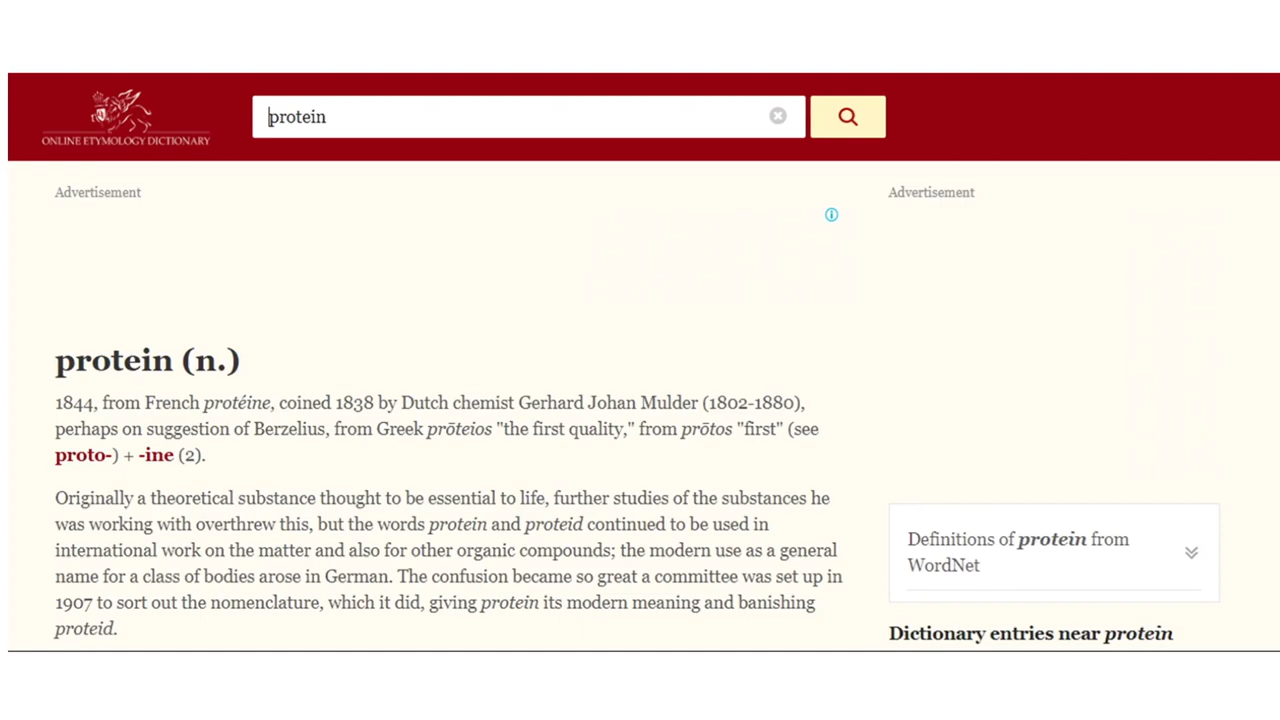 ONLINE ETYMOLOGY DICTIONARY
protein
Advertisement
Advertisement
protein (n.)
1844, from French protéine, coined 1838 by Dutch chemist Gerhard Johan Mulder (1802-1880),
perhaps on suggestion of Berzelius, from Greek prōteios "the first quality," from prōtos "first" (see
proto-) + -ine (2).
Originally a theoretical substance thought to be essential to life, further studies of the substances he
was working with overthrew this, but the words protein and proteid continued to be used in
international work on the matter and also for other organic compounds; the modern use as a general
name for a class of bodies arose in German. The confusion became so great a committee was set up in
1907 to sort out the nomenclature, which it did, giving protein its modern meaning and banishing
proteid.
Definitions of protein from
WordNet
Dictionary entries near protein